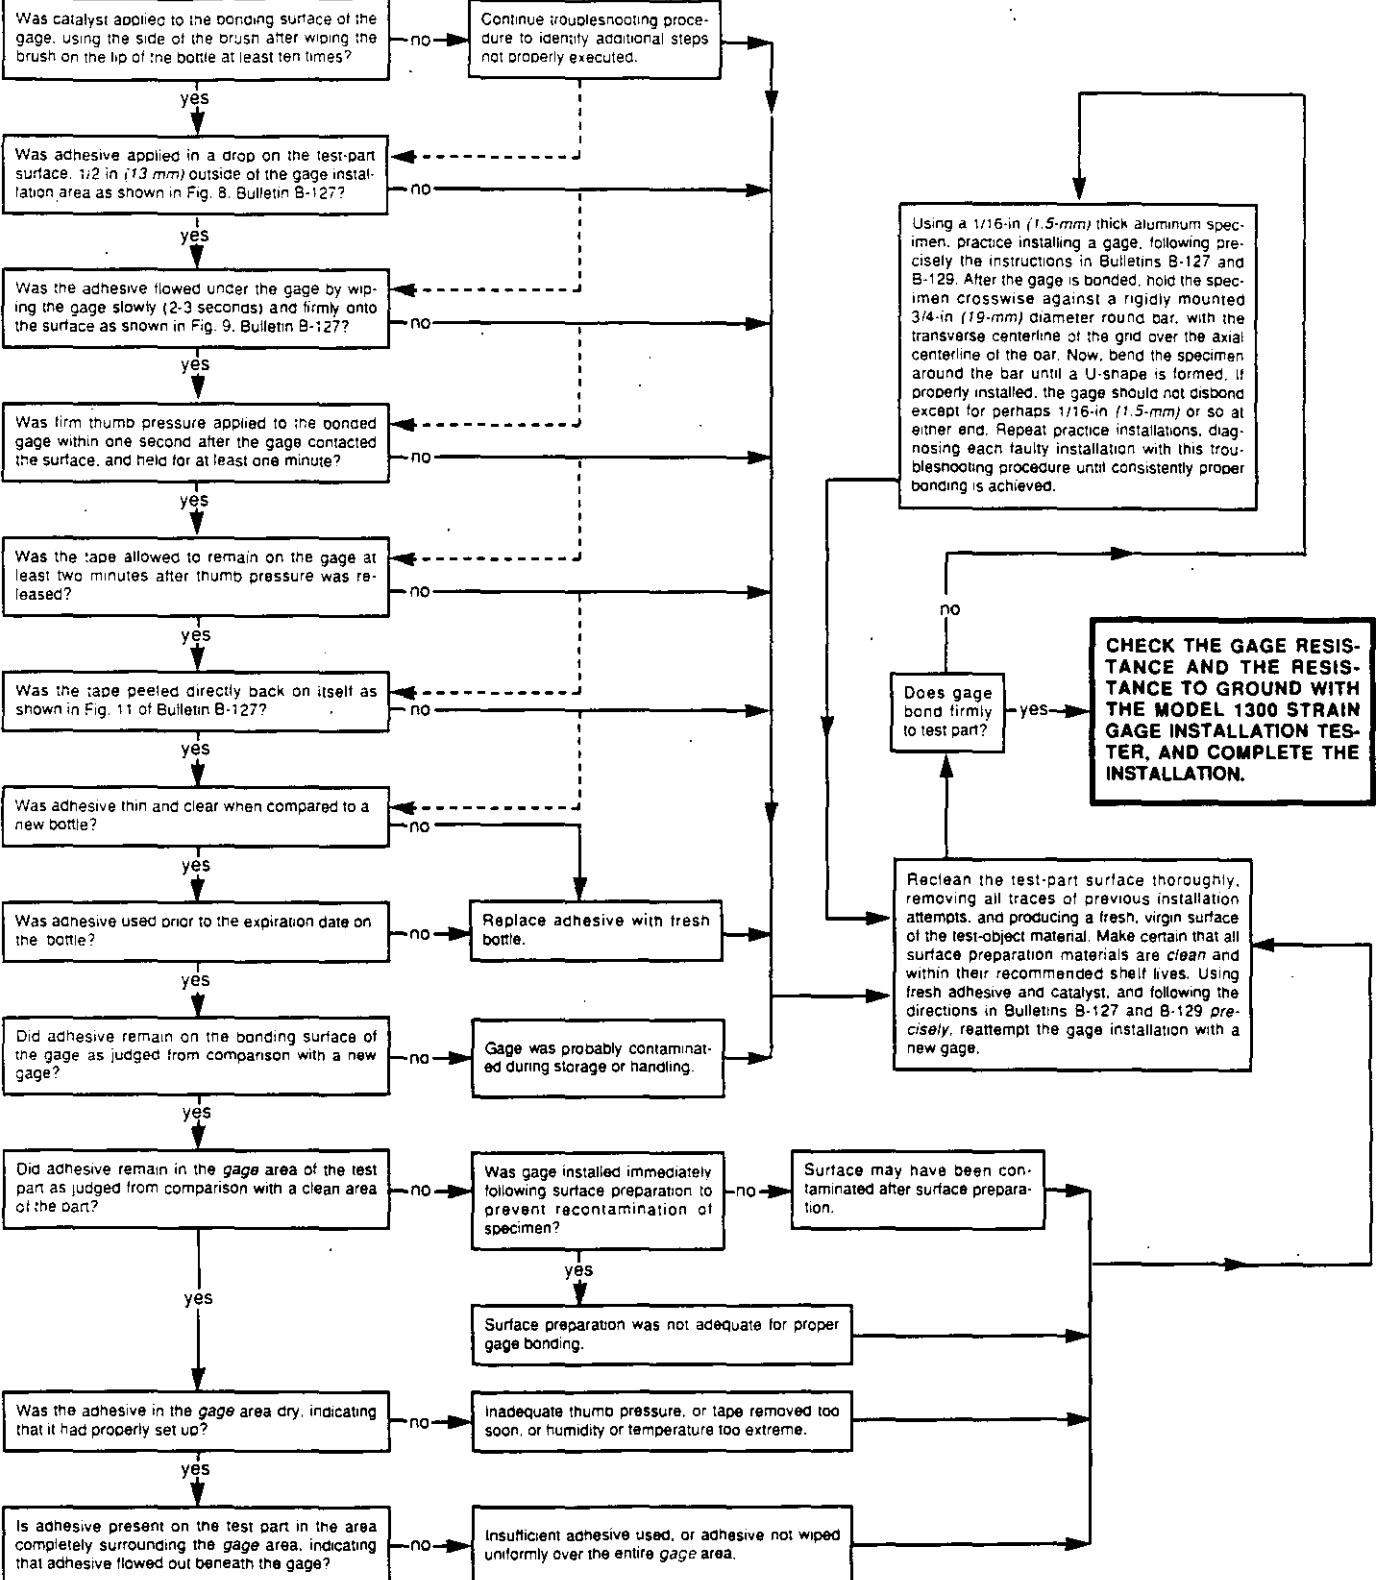 Was catalyst applied to the bonding surface of the
gage, using the side of the brush after wiping the
brush on the lip of the bottle at least ten times?
no
Continue troubleshooting proce-
dure to identify additional steps
not properly executed.
yes
Was adhesive applied in a drop on the test-part
surface, 1/2 in (13 mm) outside of the gage instal-
lation area as shown in Fig. 8, Bulletin B-127?
no
yes
Was the adhesive flowed under the gage by wip-
ing the gage slowly (2-3 seconds) and firmly onto
the surface as shown in Fig. 9, Bulletin B-127?
no
yes
Was firm thumb pressure applied to the bonded
gage within one second after the gage contacted
the surface, and held for at least one minute?
no
yes
Was the tape allowed to remain on the gage at
least two minutes after thumb pressure was re-
leased?
no
yes
Was the tape peeled directly back on itself as
shown in Fig. 11 of Bulletin B-127?
no
yes
Was adhesive thin and clear when compared to a
new bottle?
no
yes
Was adhesive used prior to the expiration date on
the bottle?
no
Replace adhesive with fresh
bottle.
yes
Did adhesive remain on the bonding surface of
the gage as judged from comparison with a new
gage?
no
Gage was probably contaminat-
ed during storage or handling.
yes
Did adhesive remain in the gage area of the test
part as judged from comparison with a clean area
of the part?
no
Was gage installed immediately
following surface preparation to
prevent recontamination of
specimen?
no
Surface may have been con-
taminated after surface prepara-
tion.
yes
Surface preparation was not adequate for proper
gage bonding.
yes
Was the adhesive in the gage area dry, indicating
that it had properly set up?
no
Inadequate thumb pressure, or tape removed too
soon, or humidity or temperature too extreme.
yes
Is adhesive present on the test part in the area
completely surrounding the gage area, indicating
that adhesive flowed out beneath the gage?
no
Insufficient adhesive used, or adhesive not wiped
uniformly over the entire gage area.
Using a 1/16-in (1.5-mm) thick aluminum spec-
imen, practice installing a gage, following pre-
cisely the instructions in Bulletins B-127 and
B-129. After the gage is bonded, hold the spec-
imen crosswise against a rigidly mounted
3/4-in (19-mm) diameter round bar, with the
transverse centerline of the grid over the axial
centerline of the bar. Now, bend the specimen
around the bar until a U-shape is formed. If
properly installed, the gage should not disbond
except for perhaps 1/16-in (1.5-mm) or so at
either end. Repeat practice installations, diag-
nosing each faulty installation with this trou-
bleshooting procedure until consistently proper
bonding is achieved.
no
Does gage
bond firmly
to test part?
yes
CHECK THE GAGE RESIS-
TANCE AND THE RESIS-
TANCE TO GROUND WITH
THE MODEL 1300 STRAIN
GAGE INSTALLATION TES-
TER, AND COMPLETE THE
INSTALLATION.
Reclean the test-part surface thoroughly,
removing all traces of previous installation
attempts, and producing a fresh, virgin surface
of the test-object material. Make certain that all
surface preparation materials are clean and
within their recommended shelf lives. Using
fresh adhesive and catalyst, and following the
directions in Bulletins B-127 and B-129 pre-
cisely, reattempt the gage installation with a
new gage.